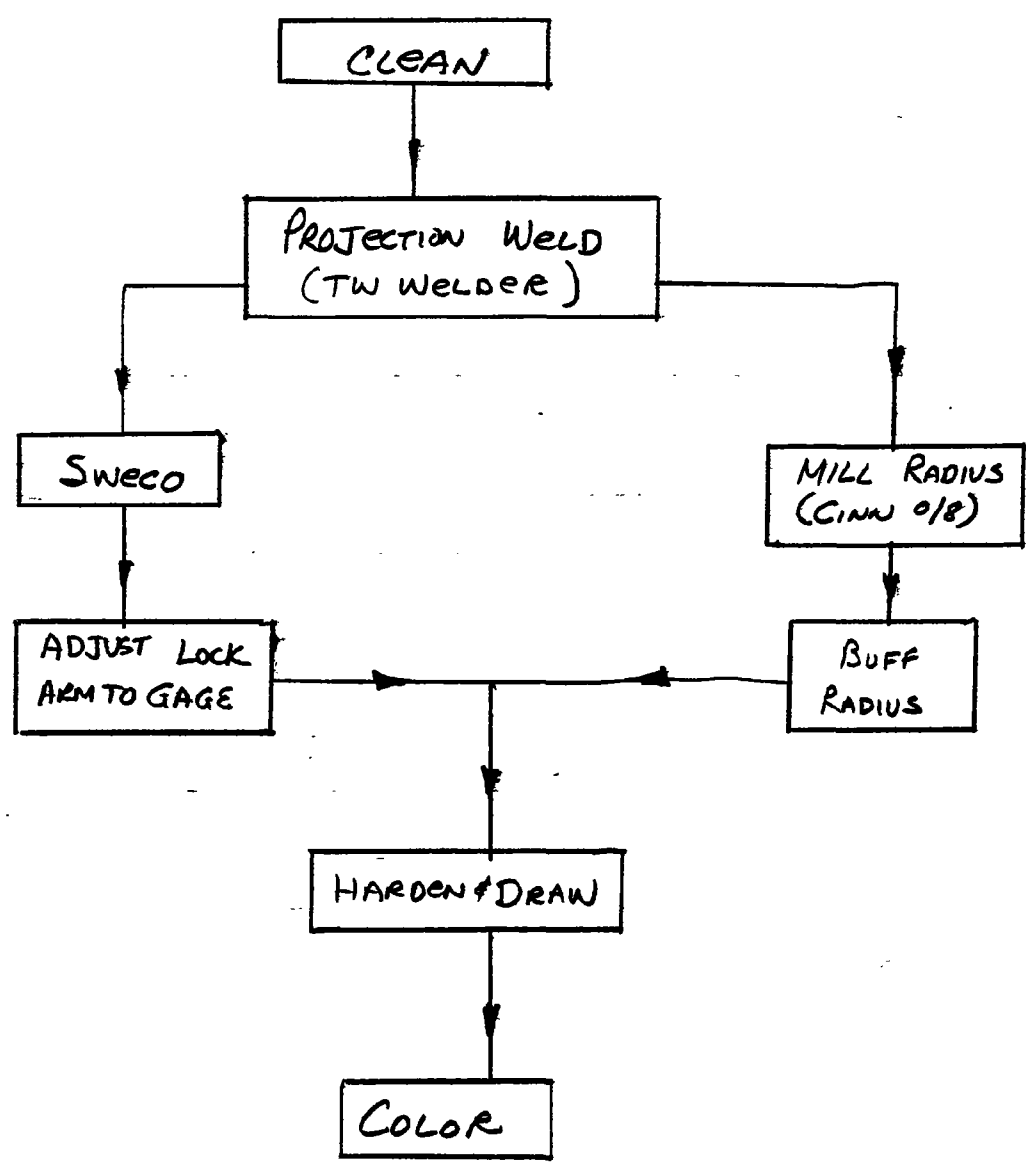 CLEAN
PROJECTION WELD
(TW WELDER)
SWECO
MILL RADIUS
(CINN 0/8)
ADJUST LOCK
ARM TO GAGE
BUFF
RADIUS
HARDEN & DRAW
COLOR